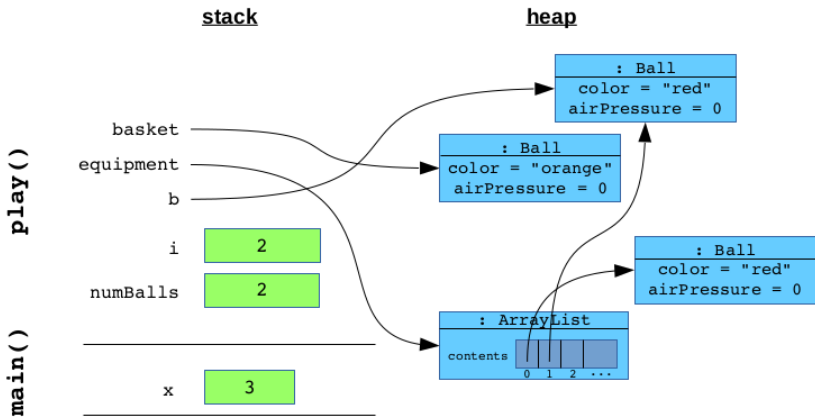 stack
heap
play()
basket
equipment
b
i
2
numBalls
2
: Ball
color = "red"
airPressure = 0
: Ball
color = "orange"
airPressure = 0
: Ball
color = "red"
airPressure = 0
: ArrayList
contents
0 1 2 ...
main()
x
3